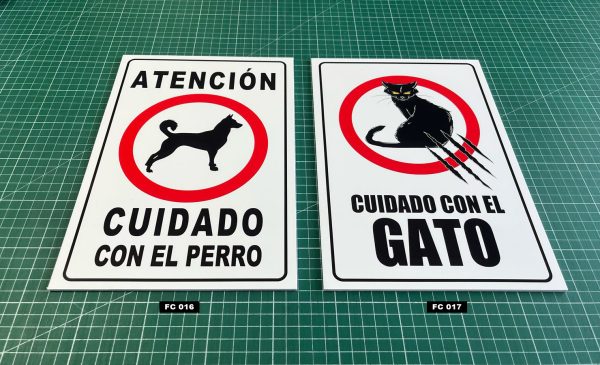 ATENCIÓN
CUIDADO
CON EL PERRO
FC 016
CUIDADO CON EL
GATO
FC 017